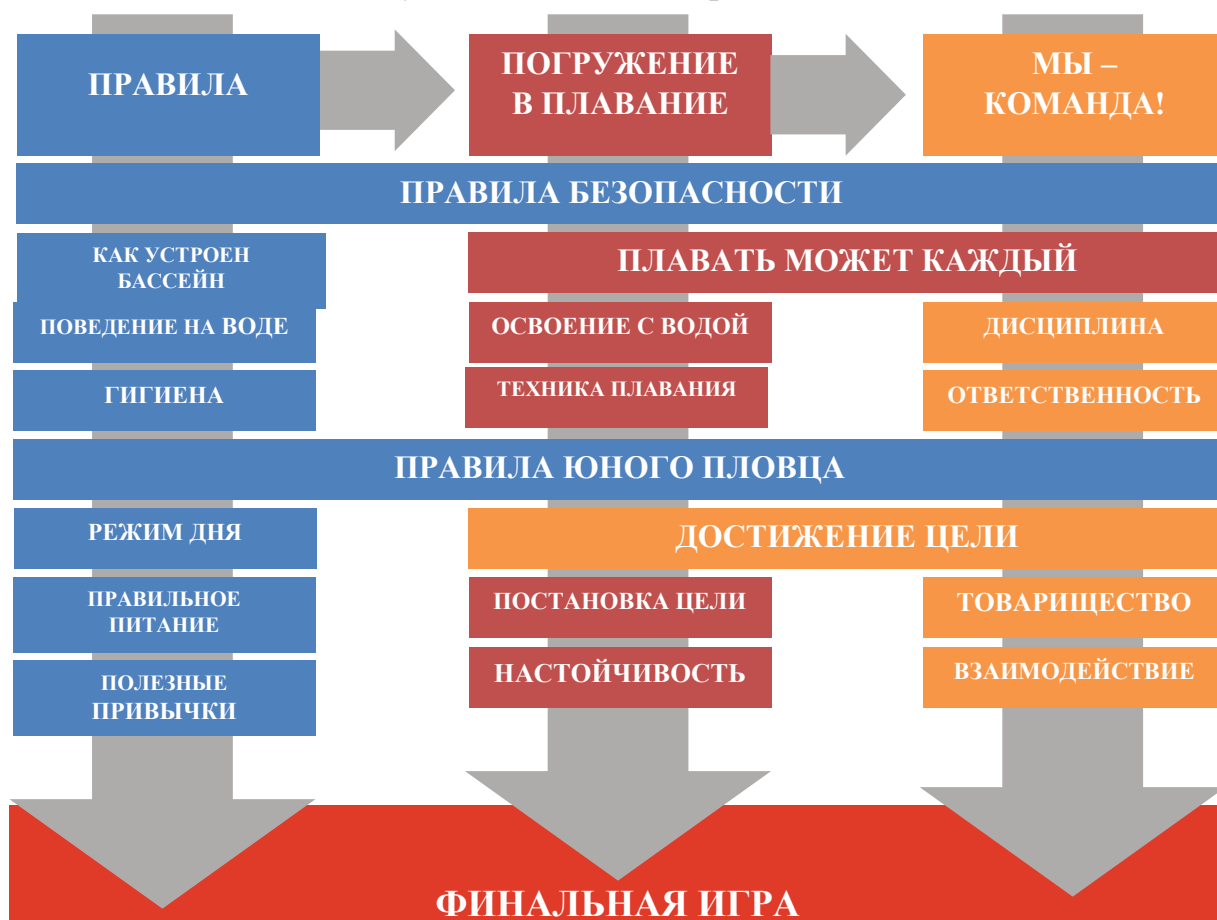 ПРАВИЛА
ПОГРУЖЕНИЕ
В ПЛАВАНИЕ
МЫ –
КОМАНДА!
ПРАВИЛА БЕЗОПАСНОСТИ
КАК УСТРОЕН
БАССЕЙН
ПЛАВАТЬ МОЖЕТ КАЖДЫЙ
ПОВЕДЕНИЕ НА ВОДЕ
ОСВОЕНИЕ С ВОДОЙ
ДИСЦИПЛИНА
ГИГИЕНА
ТЕХНИКА ПЛАВАНИЯ
ОТВЕТСТВЕННОСТЬ
ПРАВИЛА ЮНОГО ПЛОВЦА
РЕЖИМ ДНЯ
ДОСТИЖЕНИЕ ЦЕЛИ
ПРАВИЛЬНОЕ
ПИТАНИЕ
ПОСТАНОВКА ЦЕЛИ
ТОВАРИЩЕСТВО
ПОЛЕЗНЫЕ
ПРИВЫЧКИ
НАСТОЙЧИВОСТЬ
ВЗАИМОДЕЙСТВИЕ
ФИНАЛЬНАЯ ИГРА